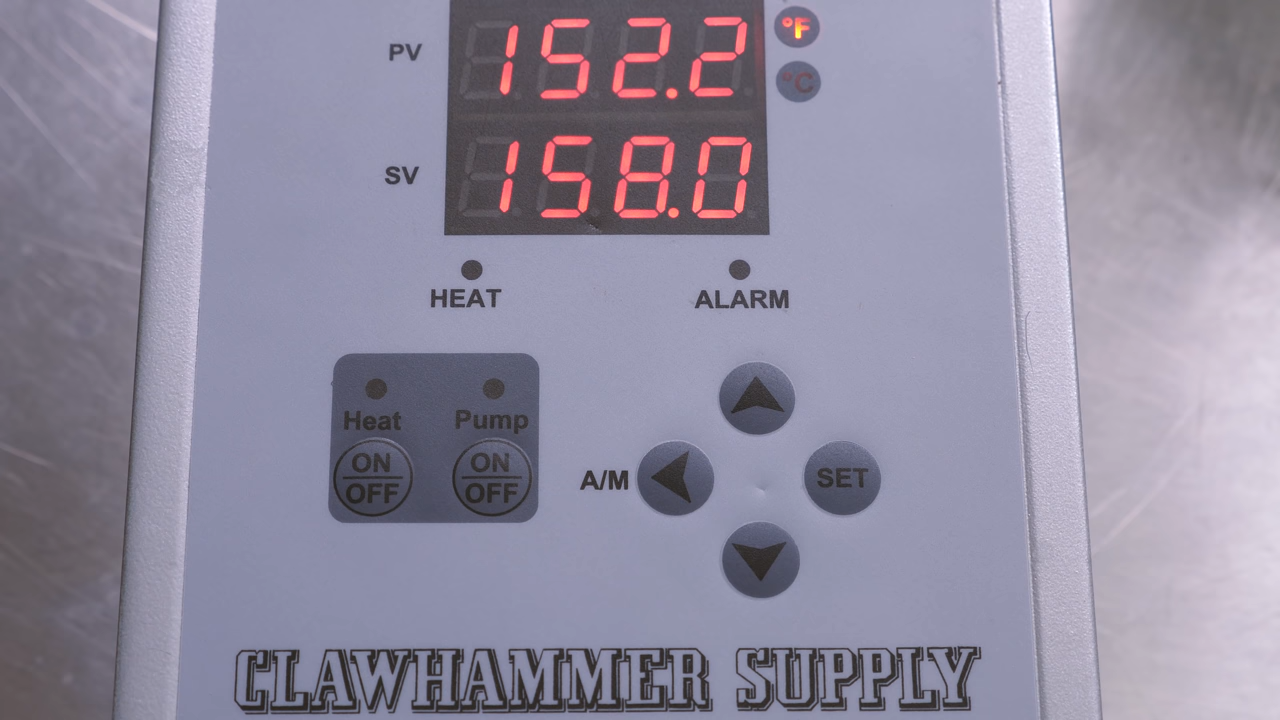 PV 152.2 °F
°C
SV 158.0
HEAT ALARM
Heat Pump
ON OFF ON OFF A/M SET
CLAWHAMMER SUPPLY